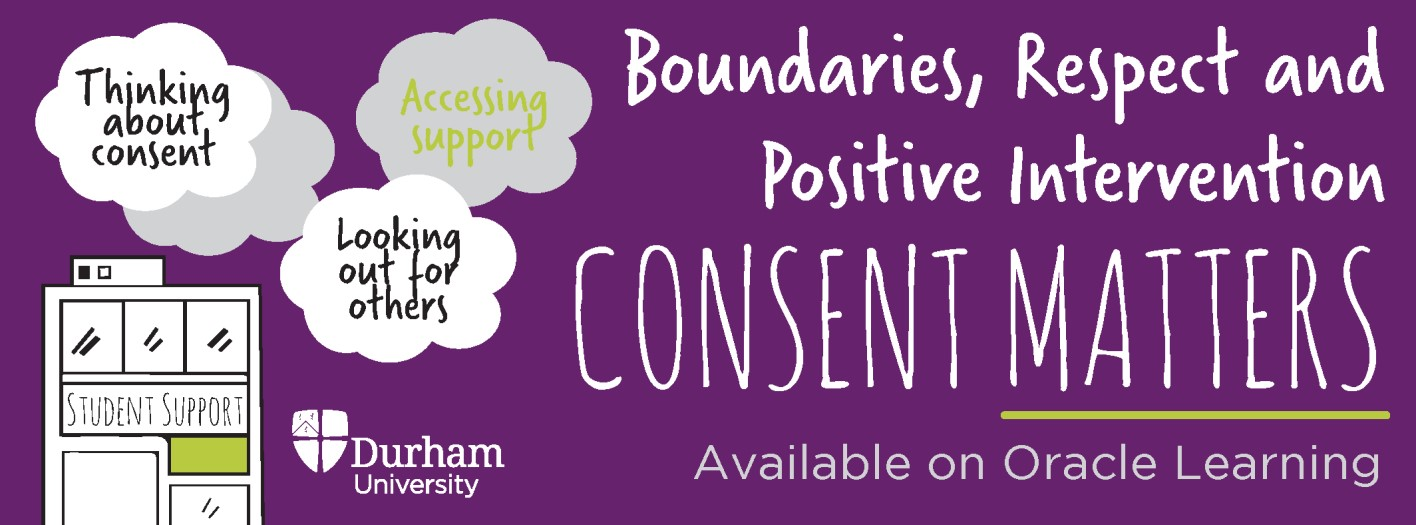 Thinking
about
consent
Accessing
support
Looking
out for
others
STUDENT SUPPORT
Durham
University
Boundaries, Respect and
Positive Intervention
CONSENT MATTERS
Available on Oracle Learning